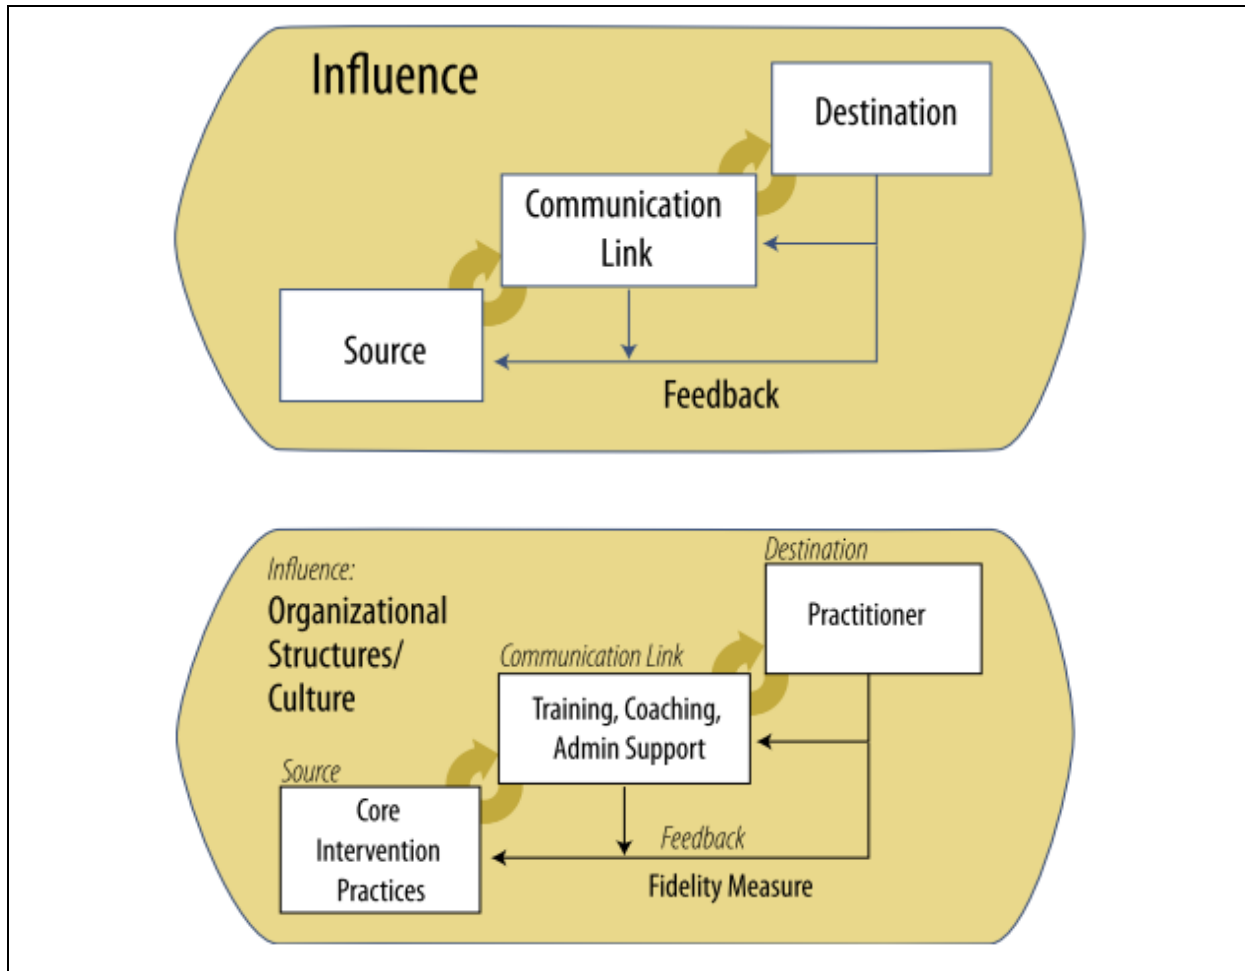 Influence
Destination
Communication
Link
Source
Feedback
Influence:
Organizational
Structures/
Culture
Destination
Practitioner
Communication Link
Training, Coaching,
Admin Support
Source
Core
Intervention
Practices
Feedback
Fidelity Measure